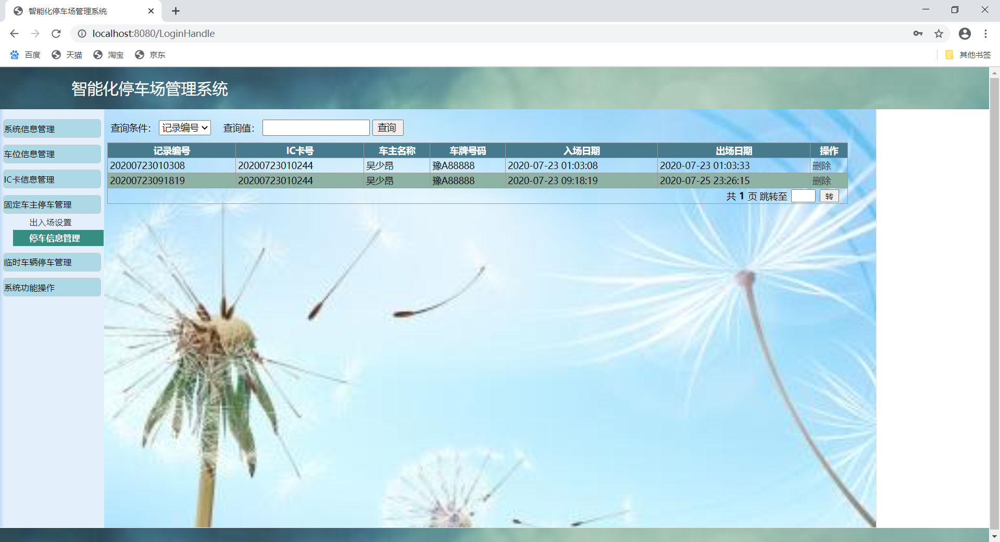 智能化停车场管理系统
localhost:8080/LoginHandle
百度 天猫 淘宝 京东 其他书签
智能化停车场管理系统
系统信息管理
车位信息管理
IC卡信息管理
固定车主停车管理
出入场设置
停车信息管理
临时车辆停车管理
系统功能操作
查询条件: 记录编号 查询值: 查询
记录编号 IC卡号 车主名称 车牌号码 入场日期 出场日期 操作
20200723010308 20200723010244 吴少昂 豫A88888 2020-07-23 01:03:08 2020-07-23 01:03:33 删除
20200723091819 20200723010244 吴少昂 豫A88888 2020-07-23 09:18:19 2020-07-25 23:26:15 删除
共 1 页 跳转至 转